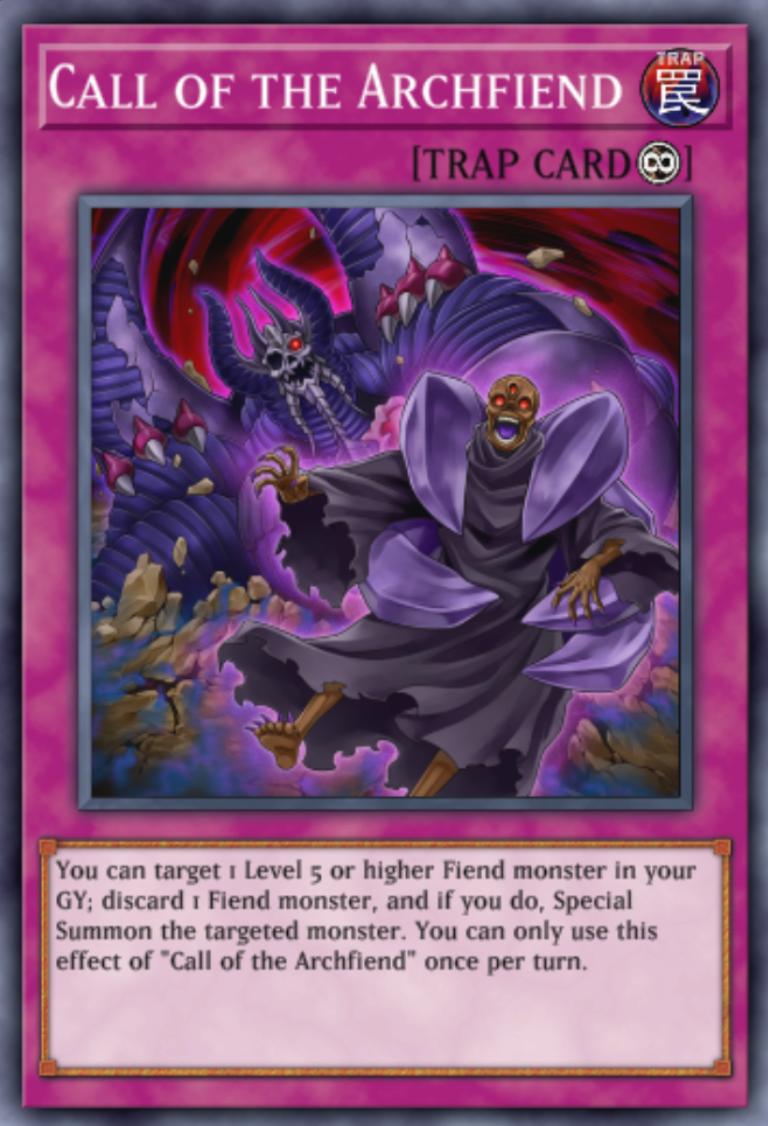 CALL OF THE ARCHFIEND
TRAP
罠
[TRAP CARD∞]
You can target 1 Level 5 or higher Fiend monster in your
GY; discard 1 Fiend monster, and if you do, Special
Summon the targeted monster. You can only use this
effect of "Call of the Archfiend" once per turn.